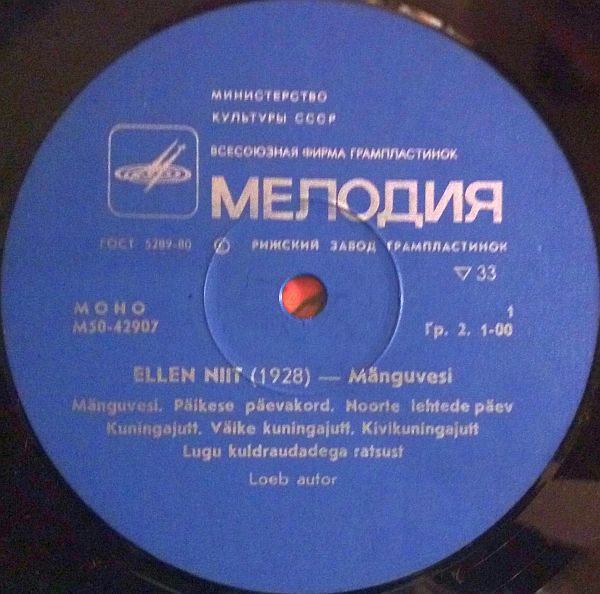 МИНИСТЕРСТВО
КУЛЬТУРЫ СССР
ВСЕСОЮЗНАЯ ФИРМА ГРАМПЛАСТИНОК
МЕЛОДИЯ
ГОСТ 5289-80 РИЖСКИЙ ЗАВОД ГРАМПЛАСТИНОК
▽ 33
МОНО 1
М50-42907 Гр. 2. 1-00
ELLEN NIIT (1928) — Mänguvesi
Mänguvesi. Päikese päevakord. Noorte lehtede päev
Kuningajutt. Väike kuningajutt. Kivikuningajutt
Lugu kuldraudadega ratsust
Loeb autor